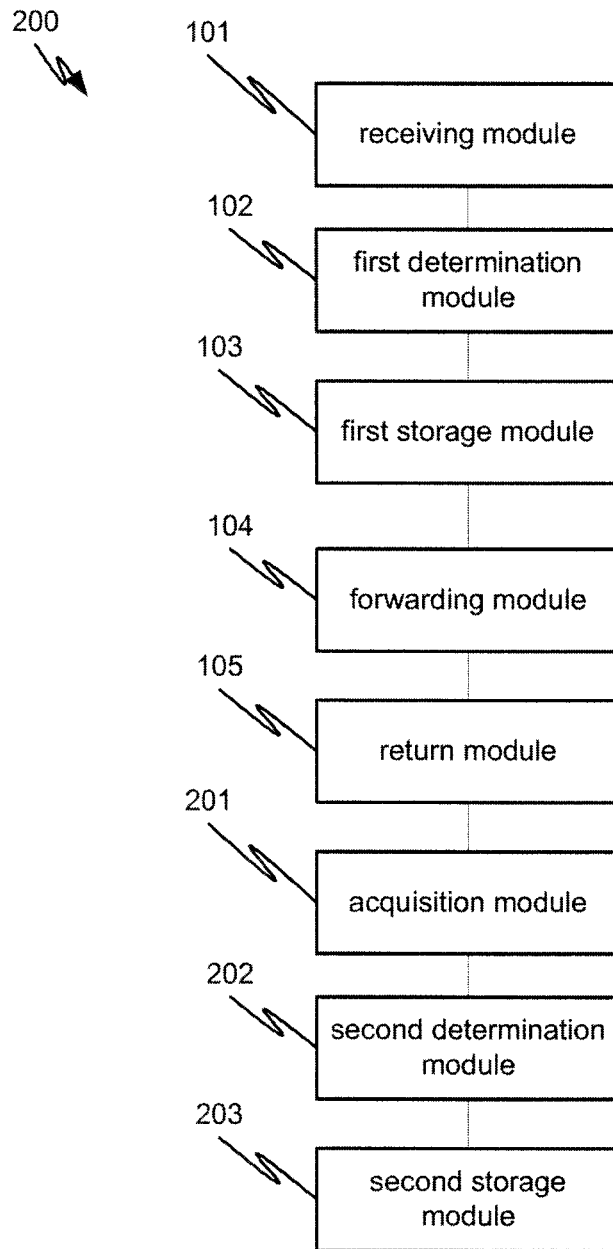 200
101
receiving module
102
first determination
module
103
first storage module
104
forwarding module
105
return module
201
acquisition module
202
second determination
module
203
second storage
module